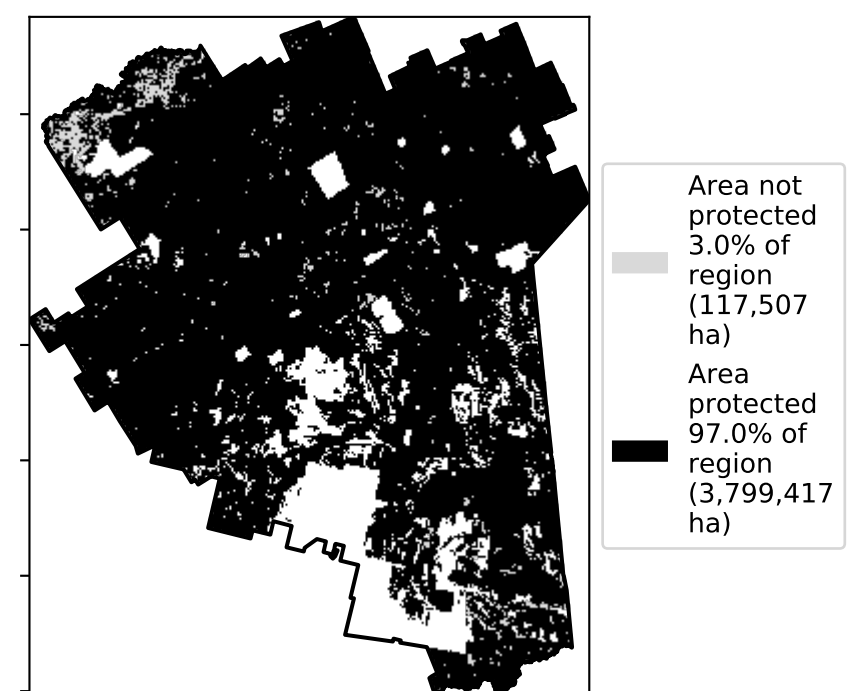 Area not
protected
3.0% of
region
(117,507
ha)
Area
protected
97.0% of
region
(3,799,417
ha)